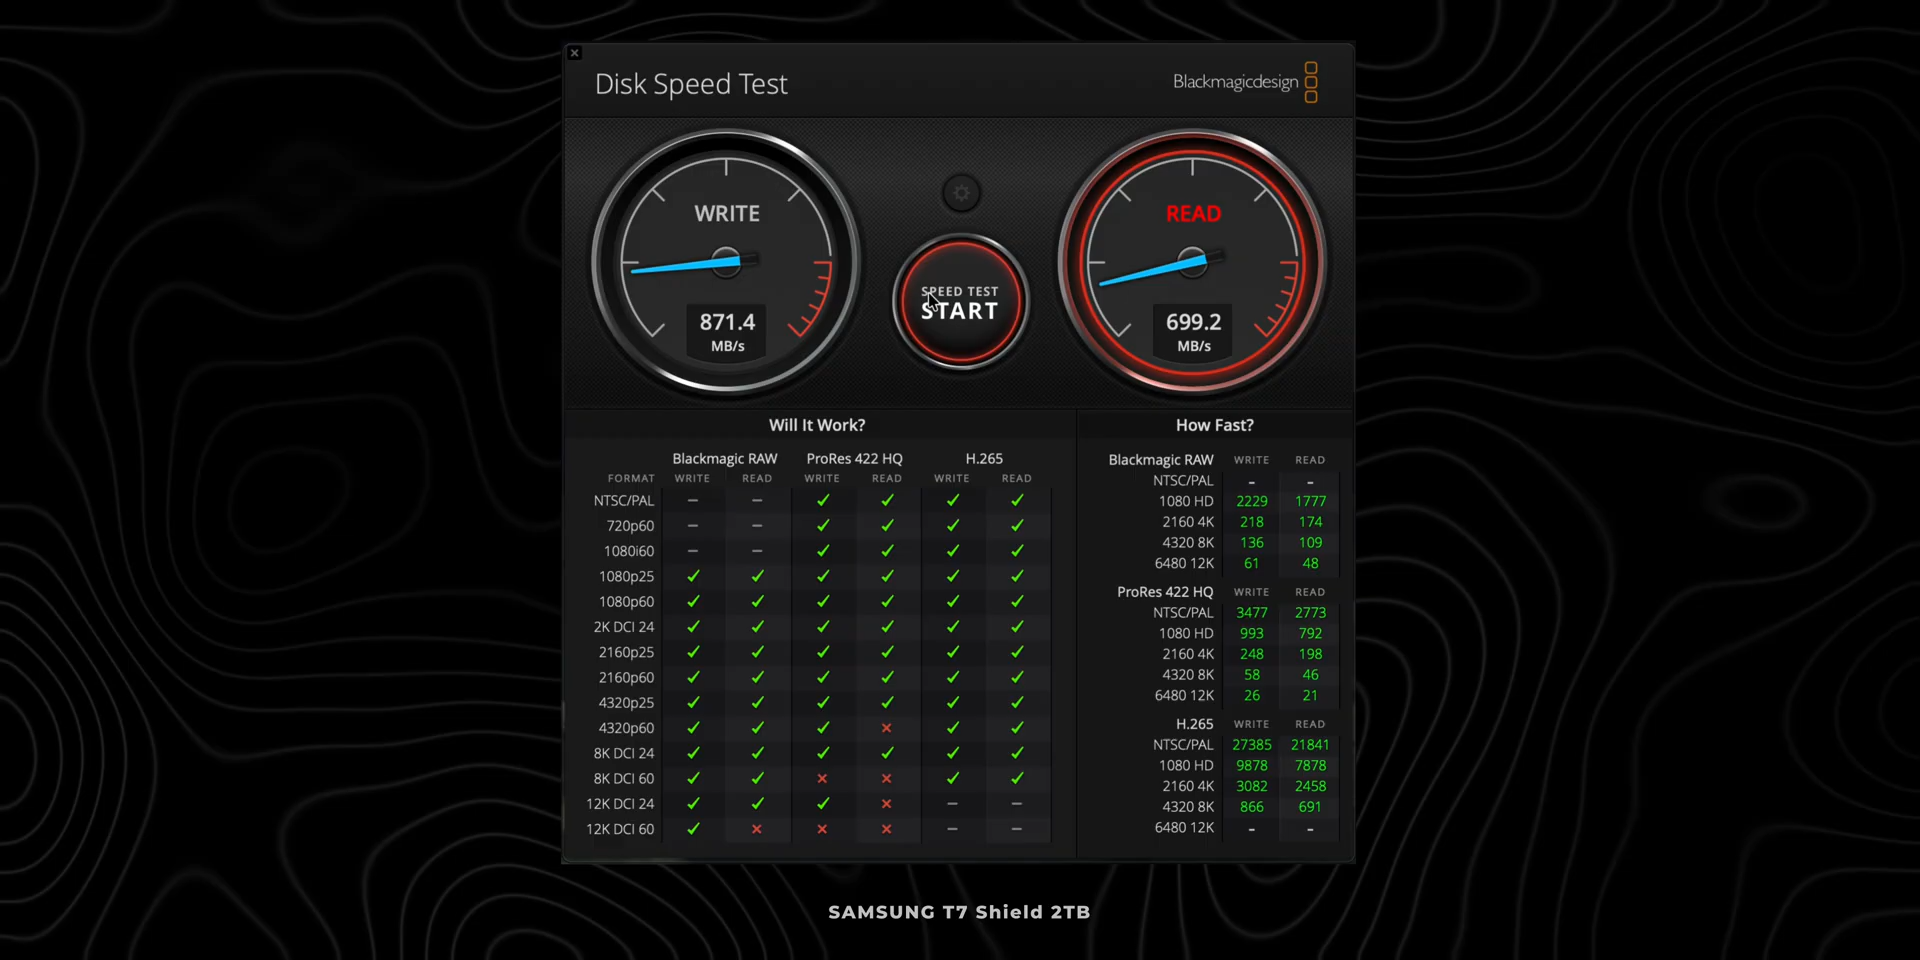 Disk Speed Test
Blackmagicdesign
WRITE
871.4
MB/s
SPEED TEST
START
READ
699.2
MB/s
Will It Work?
Blackmagic RAW ProRes 422 HQ H.265
FORMAT WRITE READ WRITE READ WRITE READ
NTSC/PAL – – ✓ ✓ ✓ ✓
720p60 – – ✓ ✓ ✓ ✓
1080i60 – – ✓ ✓ ✓ ✓
1080p25 ✓ ✓ ✓ ✓ ✓ ✓
1080p60 ✓ ✓ ✓ ✓ ✓ ✓
2K DCI 24 ✓ ✓ ✓ ✓ ✓ ✓
2160p25 ✓ ✓ ✓ ✓ ✓ ✓
2160p60 ✓ ✓ ✓ ✓ ✓ ✓
4320p25 ✓ ✓ ✓ ✓ ✓ ✓
4320p60 ✓ ✓ ✓ × ✓ ✓
8K DCI 24 ✓ ✓ ✓ ✓ ✓ ✓
8K DCI 60 ✓ ✓ × × ✓ ✓
12K DCI 24 ✓ ✓ ✓ × – –
12K DCI 60 ✓ × × × – –
How Fast?
Blackmagic RAW WRITE READ
NTSC/PAL - -
1080 HD 2229 1777
2160 4K 218 174
4320 8K 136 109
6480 12K 61 48
ProRes 422 HQ WRITE READ
NTSC/PAL 3477 2773
1080 HD 993 792
2160 4K 248 198
4320 8K 58 46
6480 12K 26 21
H.265 WRITE READ
NTSC/PAL 27385 21841
1080 HD 9878 7878
2160 4K 3082 2458
4320 8K 866 691
6480 12K - -
SAMSUNG T7 Shield 2TB